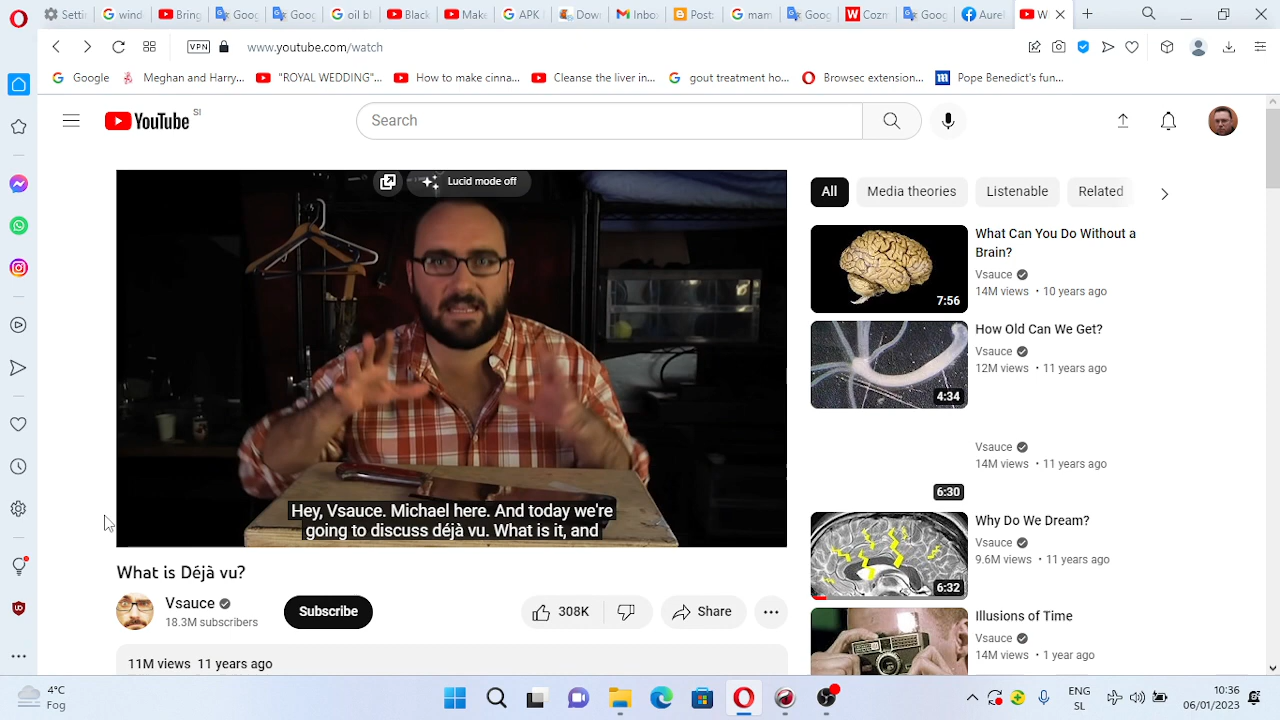 Setti
wind
Bring
Goog
Goog
oil bl
Black
Make
APK
Dow
Inbo
Post
mam
Goog
Cozn
Goog
Aurel
W
VPN
www.youtube.com/watch
Google
Meghan and Harry...
"ROYAL WEDDING"...
How to make cinna...
Cleanse the liver in...
gout treatment ho...
Browsec extension...
Pope Benedict's fun...
YouTube SI
Search
Lucid mode off
Hey, Vsauce. Michael here. And today we're
going to discuss déjà vu. What is it, and
What is Déjà vu?
Vsauce
18.3M subscribers
Subscribe
308K
Share
11M views 11 years ago
All
Media theories
Listenable
Related
What Can You Do Without a
Brain?
Vsauce
14M views • 10 years ago
7:56
How Old Can We Get?
Vsauce
12M views • 11 years ago
4:34
Vsauce
14M views • 11 years ago
6:30
Why Do We Dream?
Vsauce
9.6M views • 11 years ago
6:32
Illusions of Time
Vsauce
14M views • 1 year ago
4°C
Fog
ENG
SL
10:36
06/01/2023